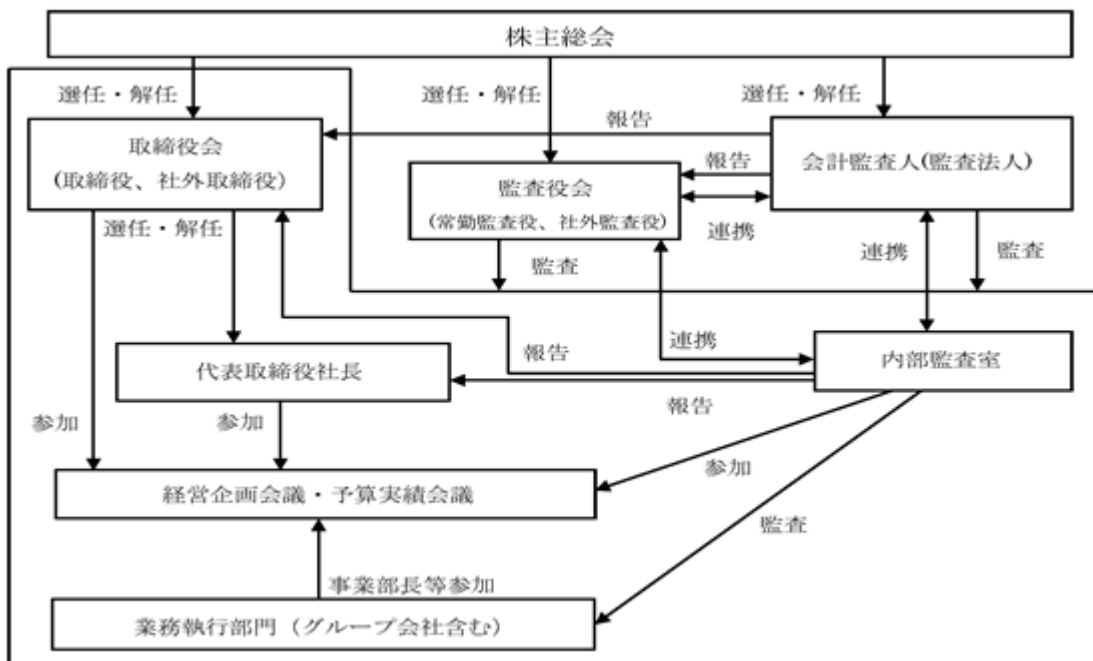 株主総会
選任・解任
選任・解任
選任・解任
取締役会
(取締役、社外取締役)
報告
会計監査人(監査法人)
報告
監査役会
(常勤監査役、社外監査役)
連携
選任・解任
監査
連携
監査
連携
内部監査室
報告
代表取締役社長
報告
参加
参加
参加
経営企画会議・予算実績会議
監査
事業部長等参加
業務執行部門（グループ会社含む）